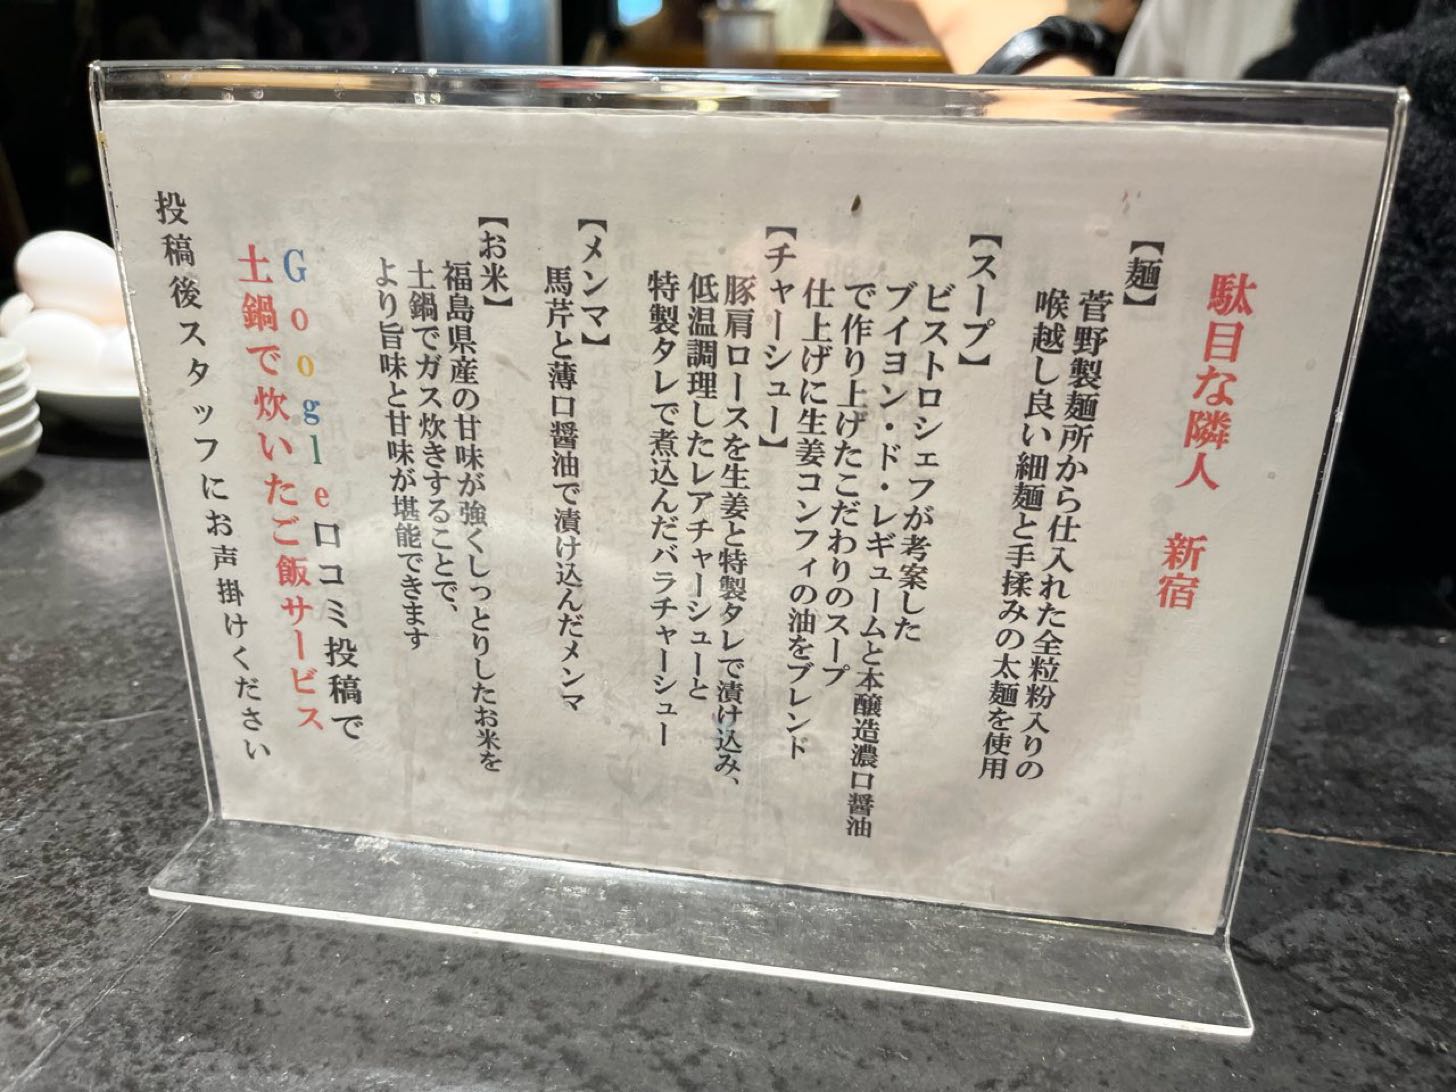 駄目な隣人　新宿
【麺】
菅野製麺所から仕入れた全粒粉入りの
喉越し良い細麺と手揉みの太麺を使用
【スープ】
ビストロシェフが考案した
ブイヨン・ド・レギュームと本醸造濃口醤油
で作り上げたこだわりのスープ
仕上げに生姜コンフィの油をブレンド
【チャーシュー】
豚肩ロースを生姜と特製タレで漬け込み、
低温調理したレアチャーシューと
特製タレで煮込んだバラチャーシュー
【メンマ】
馬芹と薄口醤油で漬け込んだメンマ
【お米】
福島県産の甘味が強くしっとりしたお米を
土鍋でガス炊きすることで、
より旨味と甘味が堪能できます
Google口コミ投稿で
土鍋で炊いたご飯サービス
投稿後スタッフにお声掛けください